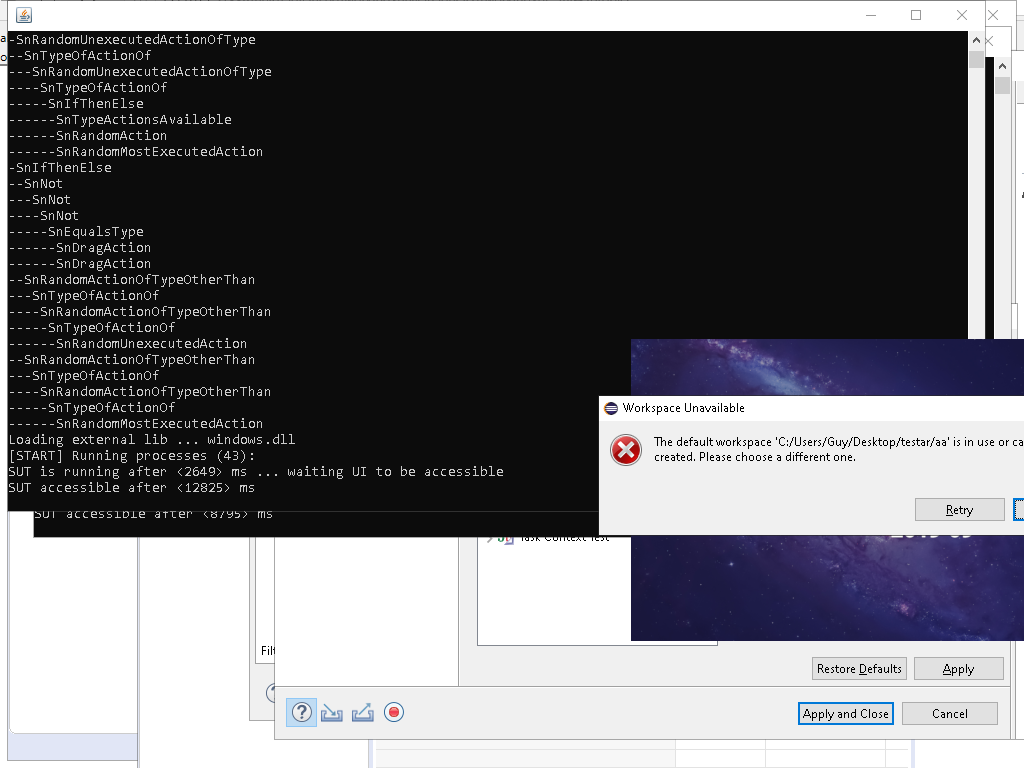 -SnRandomUnexecutedActionOfType
--SnTypeOfActionOf
---SnRandomUnexecutedActionOfType
----SnTypeOfActionOf
-----SnIfThenElse
------SnTypeActionsAvailable
------SnRandomAction
------SnRandomMostExecutedAction
-SnIfThenElse
--SnNot
---SnNot
----SnNot
-----SnEqualsType
------SnDragAction
------SnDragAction
--SnRandomActionOfTypeOtherThan
---SnTypeOfActionOf
----SnRandomActionOfTypeOtherThan
-----SnTypeOfActionOf
------SnRandomUnexecutedAction
--SnRandomActionOfTypeOtherThan
---SnTypeOfActionOf
----SnRandomActionOfTypeOtherThan
-----SnTypeOfActionOf
------SnRandomMostExecutedAction
Loading external lib ... windows.dll
[START] Running processes (43):
SUT is running after <2649> ms ... waiting UI to be accessible
SUT accessible after <12825> ms
SUT accessible after <8795> ms
Workspace Unavailable
The default workspace 'C:/Users/Guy/Desktop/testar/aa' is in use or ca
created. Please choose a different one.
Retry
Task Context Test
Filt
Restore Defaults
Apply
Apply and Close
Cancel